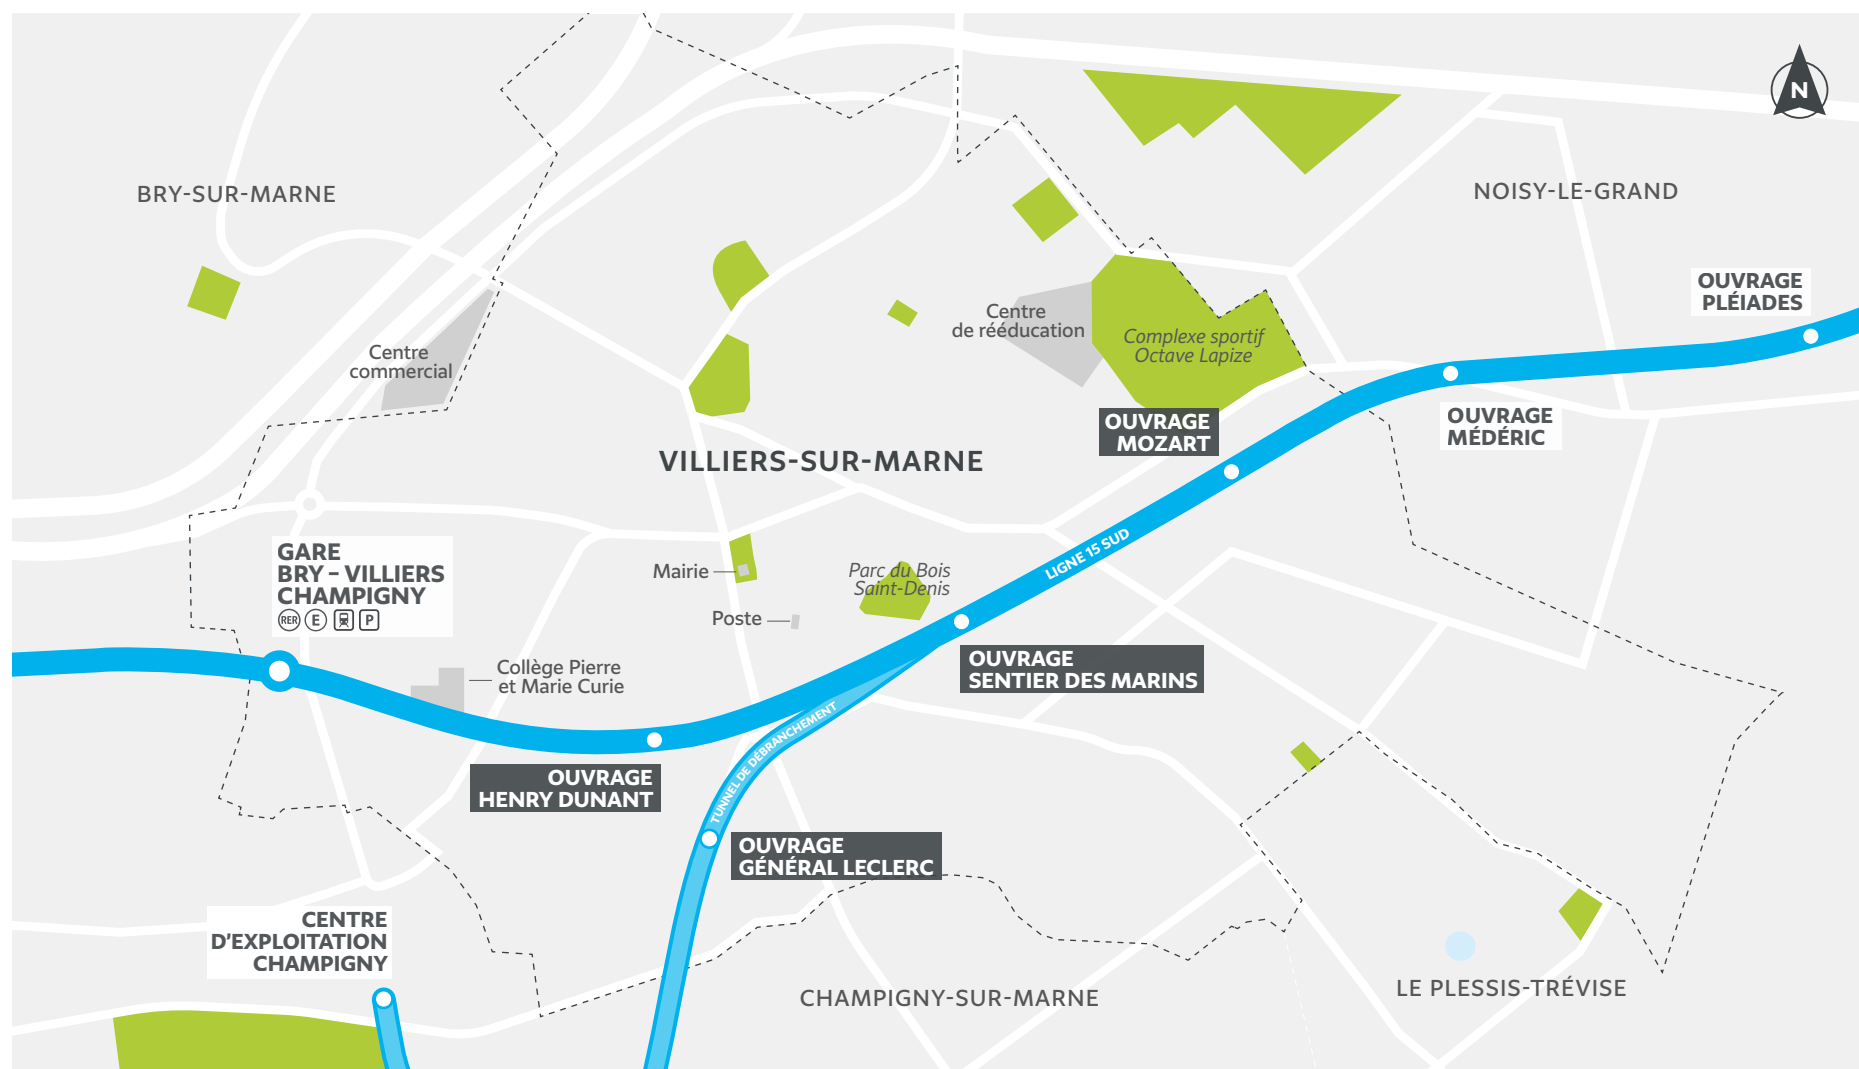 N
BRY-SUR-MARNE
NOISY-LE-GRAND
OUVRAGE
PLÉIADES
Centre
de rééducation
Complexe sportif
Octave Lapize
Centre
commercial
OUVRAGE
MOZART
OUVRAGE
MÉDÉRIC
VILLIERS-SUR-MARNE
LIGNE 15 SUD
GARE
BRY – VILLIERS
CHAMPIGNY
RER E P
Mairie
Parc du Bois
Saint-Denis
Poste
Collège Pierre
et Marie Curie
OUVRAGE
SENTIER DES MARINS
TUNNEL DE DÉBRANCHEMENT
OUVRAGE
HENRY DUNANT
OUVRAGE
GÉNÉRAL LECLERC
CENTRE
D'EXPLOITATION
CHAMPIGNY
CHAMPIGNY-SUR-MARNE
LE PLESSIS-TRÉVISE